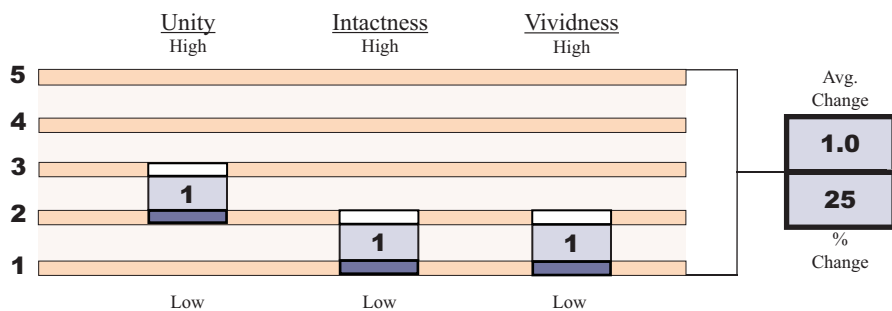 Unity Intactness Vividness
High High High
5
Avg.
Change
4
1.0
3
1
25
2
1 1
%
Change
1
Low Low Low